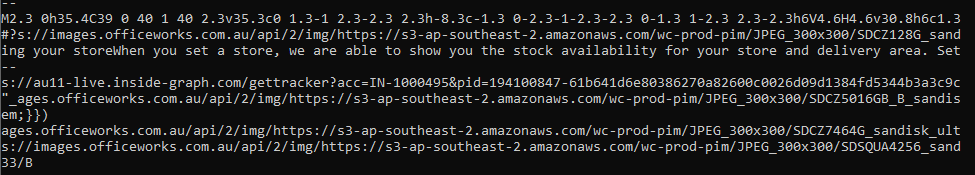 --
M2.3 0h35.4C39 0 40 1 40 2.3v35.3c0 1.3-1 2.3-2.3 2.3h-8.3c-1.3 0-2.3-1-2.3-2.3 0-1.3 1-2.3 2.3-2.3h6V4.6H4.6v30.8h6c1.3
#?s://images.officeworks.com.au/api/2/img/https://s3-ap-southeast-2.amazonaws.com/wc-prod-pim/JPEG_300x300/SDCZ128G_sand
ing your storeWhen you set a store, we are able to show you the stock availability for your store and delivery area. Set
--
s://au11-live.inside-graph.com/gettracker?acc=IN-1000495&pid=194100847-61b641d6e80386270a82600c0026d09d1384fd5344b3a3c9c
"_ages.officeworks.com.au/api/2/img/https://s3-ap-southeast-2.amazonaws.com/wc-prod-pim/JPEG_300x300/SDCZ5016GB_B_sandis
em;}})
ages.officeworks.com.au/api/2/img/https://s3-ap-southeast-2.amazonaws.com/wc-prod-pim/JPEG_300x300/SDCZ7464G_sandisk_ult
s://images.officeworks.com.au/api/2/img/https://s3-ap-southeast-2.amazonaws.com/wc-prod-pim/JPEG_300x300/SDSQUA4256_sand
33/B